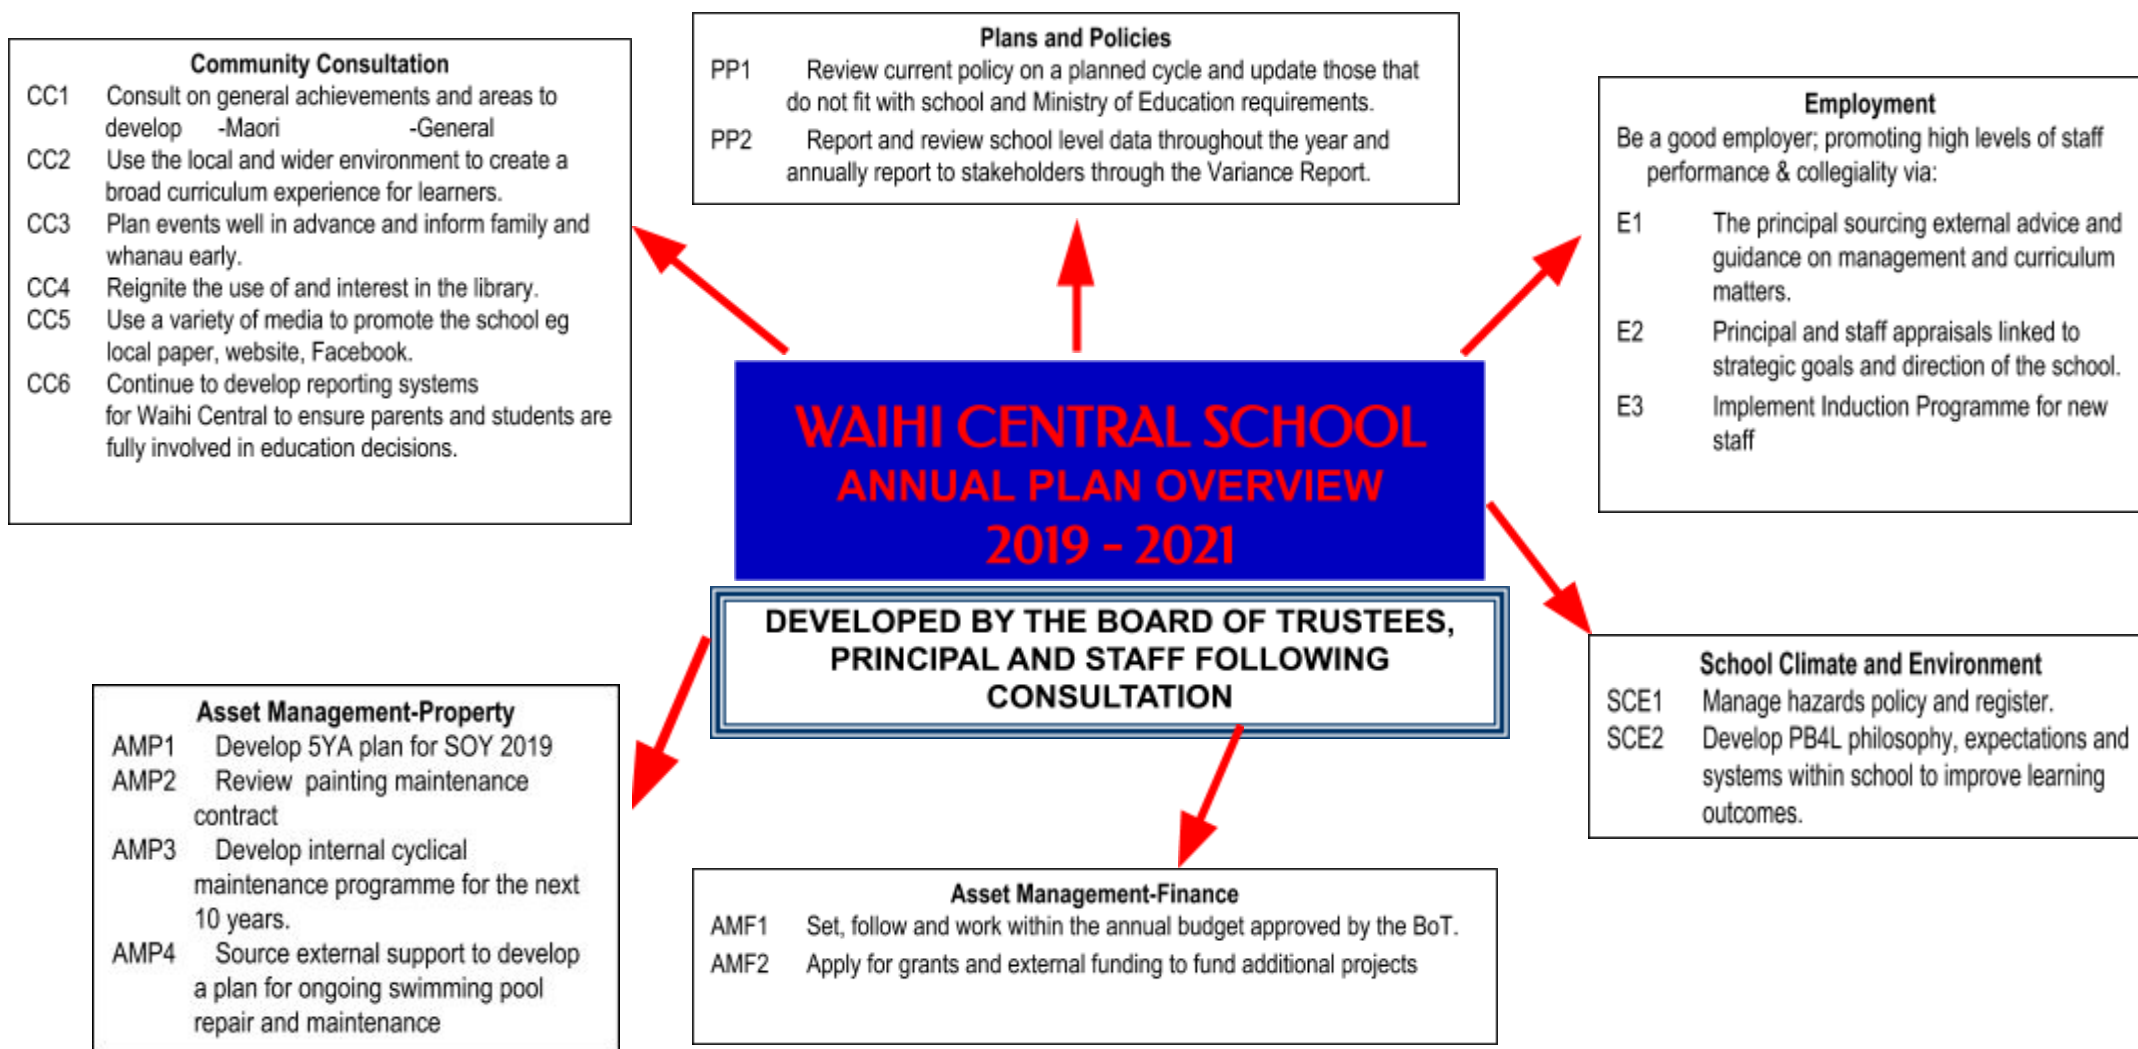 Community Consultation
CC1 Consult on general achievements and areas to
develop -Maori -General
CC2 Use the local and wider environment to create a
broad curriculum experience for learners.
CC3 Plan events well in advance and inform family and
whanau early.
CC4 Reignite the use of and interest in the library.
CC5 Use a variety of media to promote the school eg
local paper, website, Facebook.
CC6 Continue to develop reporting systems
for Waihi Central to ensure parents and students are
fully involved in education decisions.
Plans and Policies
PP1 Review current policy on a planned cycle and update those that
do not fit with school and Ministry of Education requirements.
PP2 Report and review school level data throughout the year and
annually report to stakeholders through the Variance Report.
Employment
Be a good employer; promoting high levels of staff
performance & collegiality via:
E1 The principal sourcing external advice and
guidance on management and curriculum
matters.
E2 Principal and staff appraisals linked to
strategic goals and direction of the school.
E3 Implement Induction Programme for new
staff
WAIHI CENTRAL SCHOOL
ANNUAL PLAN OVERVIEW
2019 - 2021
DEVELOPED BY THE BOARD OF TRUSTEES,
PRINCIPAL AND STAFF FOLLOWING
CONSULTATION
School Climate and Environment
SCE1 Manage hazards policy and register.
SCE2 Develop PB4L philosophy, expectations and
systems within school to improve learning
outcomes.
Asset Management-Property
AMP1 Develop 5YA plan for SOY 2019
AMP2 Review painting maintenance
contract
AMP3 Develop internal cyclical
maintenance programme for the next
10 years.
AMP4 Source external support to develop
a plan for ongoing swimming pool
repair and maintenance
Asset Management-Finance
AMF1 Set, follow and work within the annual budget approved by the BoT.
AMF2 Apply for grants and external funding to fund additional projects